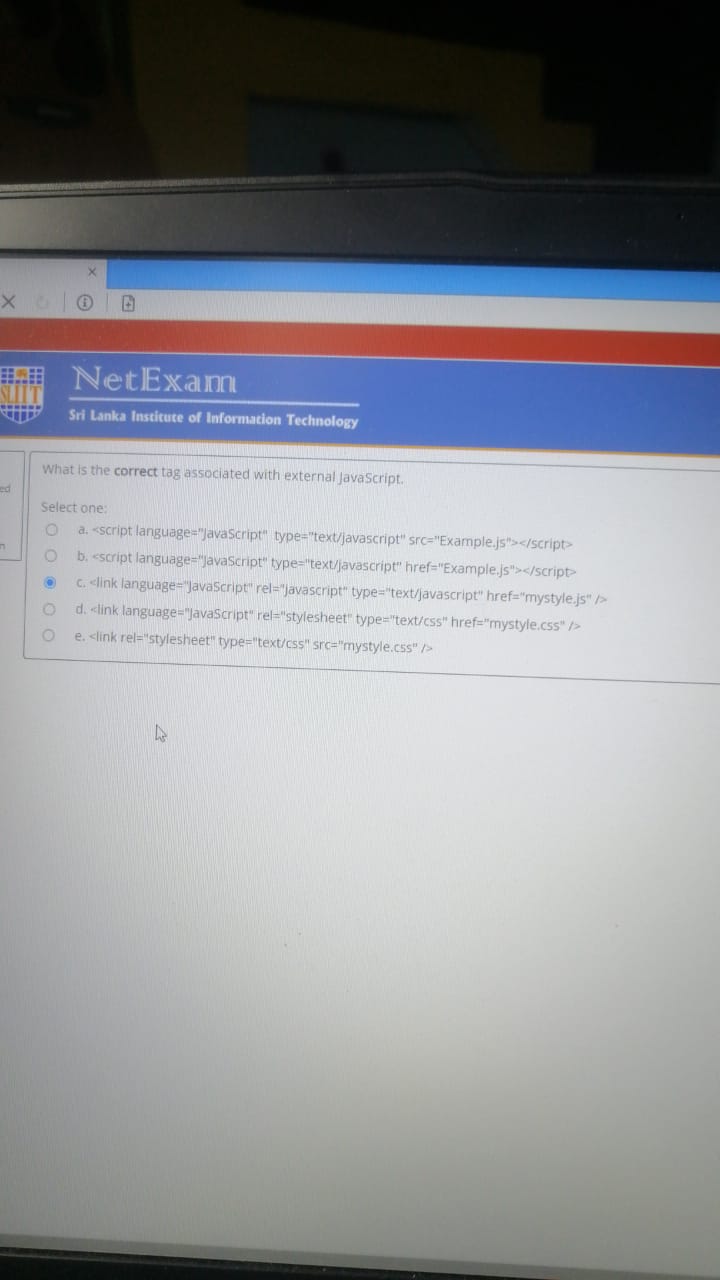 NetExam
SLIIT
Sri Lanka Institute of Information Technology
ed
What is the correct tag associated with external JavaScript.
Select one:
a. <script language="JavaScript" type="text/javascript" src="Example.js"></script>
b. <script language="JavaScript" type="text/javascript" href="Example.js"></script>
c. <link language="JavaScript" rel="Javascript" type="text/javascript" href="mystyle.js" />
d. <link language="JavaScript" rel="stylesheet" type="text/css" href="mystyle.css" />
e. <link rel="stylesheet" type="text/css" src="mystyle.css" />